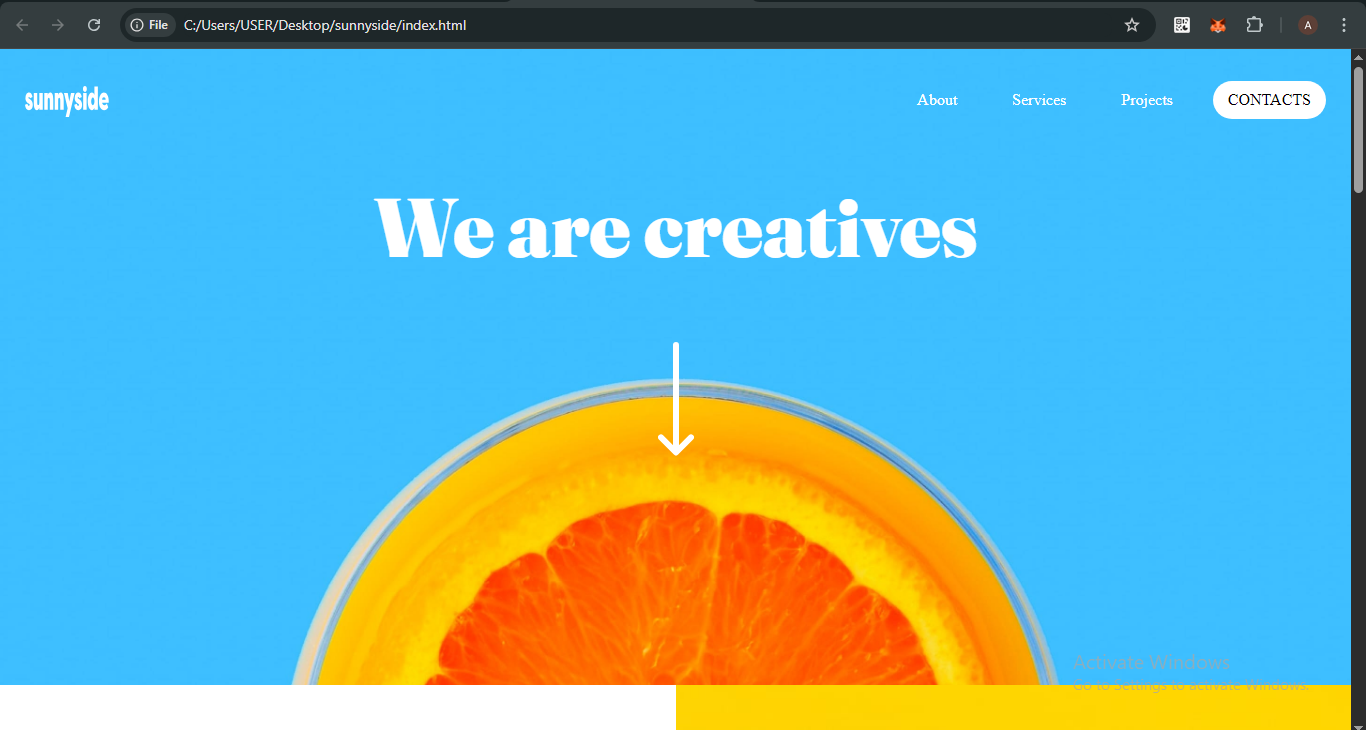 File C:/Users/USER/Desktop/sunnyside/index.html
A
sunnyside
About Services Projects CONTACTS
We are creatives
Activate Windows
Go to Settings to activate Windows.